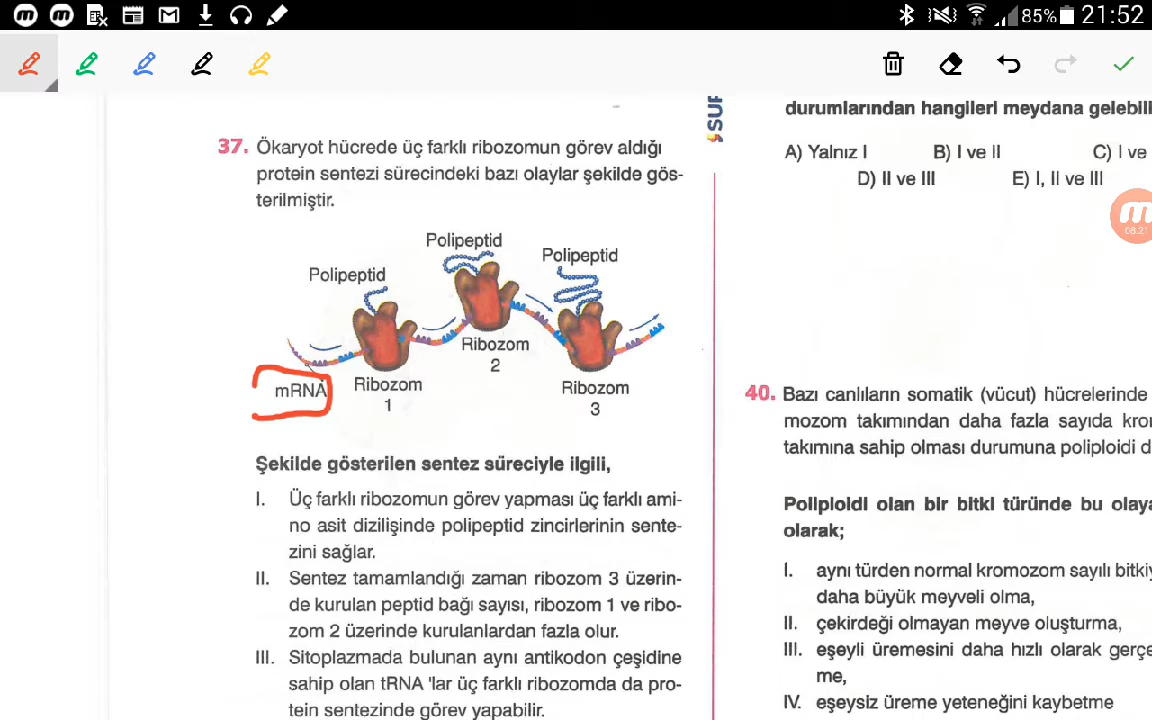 85% 21:52
37. Ökaryot hücrede üç farklı ribozomun görev aldığı
protein sentezi sürecindeki bazı olaylar şekilde gös-
terilmiştir.
Polipeptid
Polipeptid
Polipeptid
mRNA
Ribozom
1
Ribozom
2
Ribozom
3
Şekilde gösterilen sentez süreciyle ilgili,
I. Üç farklı ribozomun görev yapması üç farklı ami-
no asit dizilişinde polipeptid zincirlerinin sente-
zini sağlar.
II. Sentez tamamlandığı zaman ribozom 3 üzerin-
de kurulan peptid bağı sayısı, ribozom 1 ve ribo-
zom 2 üzerinde kurulanlardan fazla olur.
III. Sitoplazmada bulunan aynı antikodon çeşidine
sahip olan tRNA 'lar üç farklı ribozomda da pro-
tein sentezinde görev yapabilir.
SUP
durumlarından hangileri meydana gelebili
A) Yalnız I B) I ve II C) I ve
D) II ve III E) I, II ve III
08:21
40. Bazı canlıların somatik (vücut) hücrelerinde
mozom takımından daha fazla sayıda kro
takımına sahip olması durumuna poliploidi d
Poliploidi olan bir bitki türünde bu olaya
olarak;
I. aynı türden normal kromozom sayılı bitkiy
daha büyük meyveli olma,
II. çekirdeği olmayan meyve oluşturma,
III. eşeyli üremesini daha hızlı olarak gerçe
me,
IV. eşeysiz üreme yeteneğini kaybetme